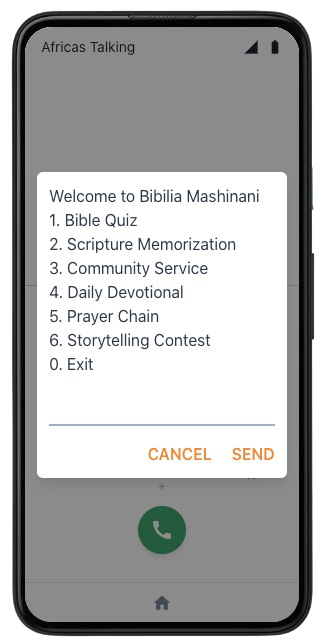 Africas Talking
Welcome to Bibilia Mashinani
1. Bible Quiz
2. Scripture Memorization
3. Community Service
4. Daily Devotional
5. Prayer Chain
6. Storytelling Contest
0. Exit
CANCEL SEND
+